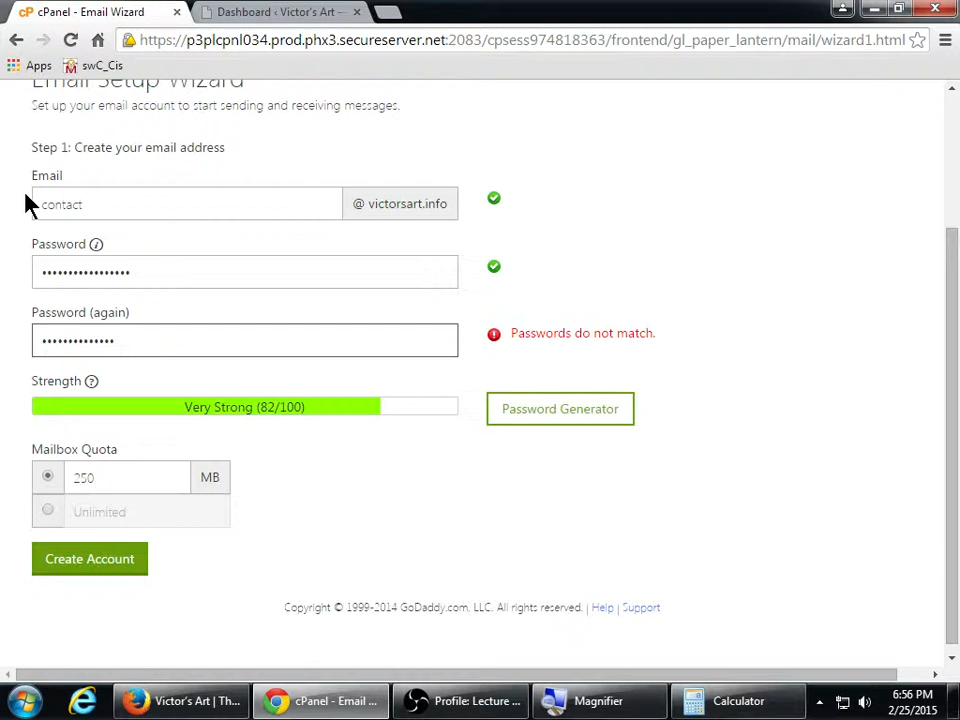 cPanel - Email Wizard
Dashboard ‹ Victor's Art —
https://p3plcpnl034.prod.phx3.secureserver.net:2083/cpsess974818363/frontend/gl_paper_lantern/mail/wizard1.html
Apps
swC_Cis
Email Setup Wizard
Set up your email account to start sending and receiving messages.
Step 1: Create your email address
Email
contact
@ victorsart.info
Password
•••••••••••••••••
Password (again)
••••••••••••••
Passwords do not match.
Strength
Very Strong (82/100)
Password Generator
Mailbox Quota
250
MB
Unlimited
Create Account
Copyright © 1999-2014 GoDaddy.com, LLC. All rights reserved. | Help | Support
Victor's Art | Th...
cPanel - Email ...
Profile: Lecture ...
Magnifier
Calculator
6:56 PM
2/25/2015